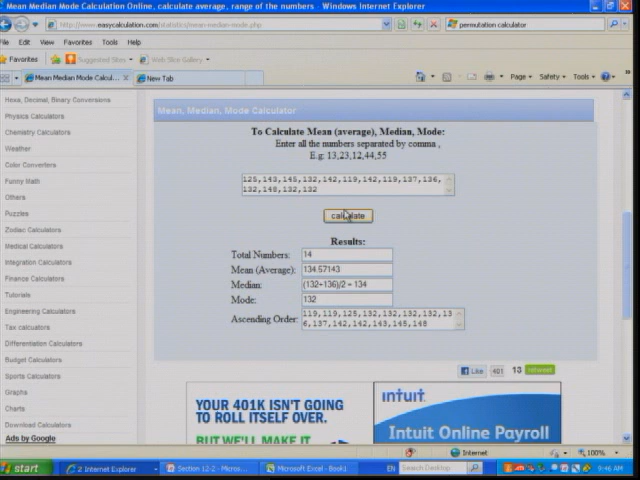 Mean Median Mode Calculation Online, calculate average, range of the numbers - Windows Internet Explorer
http://www.easycalculation.com/statistics/mean-median-mode.php
permutation calculator
File Edit View Favorites Tools Help
Favorites Suggested Sites Web Slice Gallery
Mean Median Mode Calcul... New Tab
Page Safety Tools
Hexa, Decimal, Binary Conversions
Physics Calculators
Chemistry Calculators
Weather
Color Converters
Funny Math
Others
Puzzles
Zodiac Calculators
Medical Calculators
Integration Calculators
Finance Calculators
Tutorials
Engineering Calculators
Tax calcuators
Differentiation Calculators
Budget Calculators
Sports Calculators
Graphs
Charts
Download Calculators
Ads by Google
Mean, Median, Mode Calculator
To Calculate Mean (average), Median, Mode:
Enter all the numbers separated by comma ,
E.g: 13,23,12,44,55
125,143,145,132,142,119,142,119,137,136,
132,148,132,132
calculate
Results:
Total Numbers: 14
Mean (Average): 134.57143
Median: (132+136)/2 = 134
Mode: 132
Ascending Order: 119,119,125,132,132,132,132,13
6,137,142,142,143,145,148
Like 401 13 retweet
YOUR 401K ISN'T GOING
TO ROLL ITSELF OVER.
BUT WE'LL MAKE IT
intuit.
Intuit Online Payroll
Internet 100%
start 2 Internet Explorer Section 12-2 - Micros... Microsoft Excel - Book1 EN Search Desktop 9:46 AM